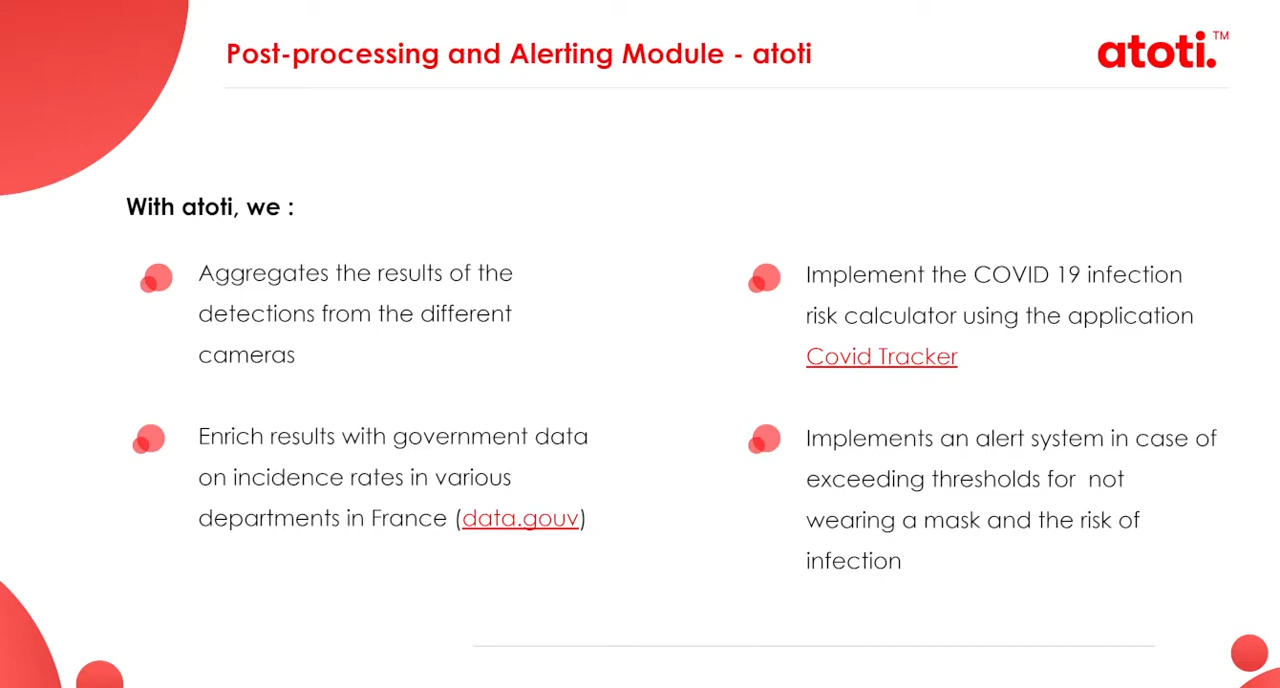 Post-processing and Alerting Module - atoti
atoti.™
With atoti, we :
Aggregates the results of the
detections from the different
cameras
Enrich results with government data
on incidence rates in various
departments in France (data.gouv)
Implement the COVID 19 infection
risk calculator using the application
Covid Tracker
Implements an alert system in case of
exceeding thresholds for  not
wearing a mask and the risk of
infection